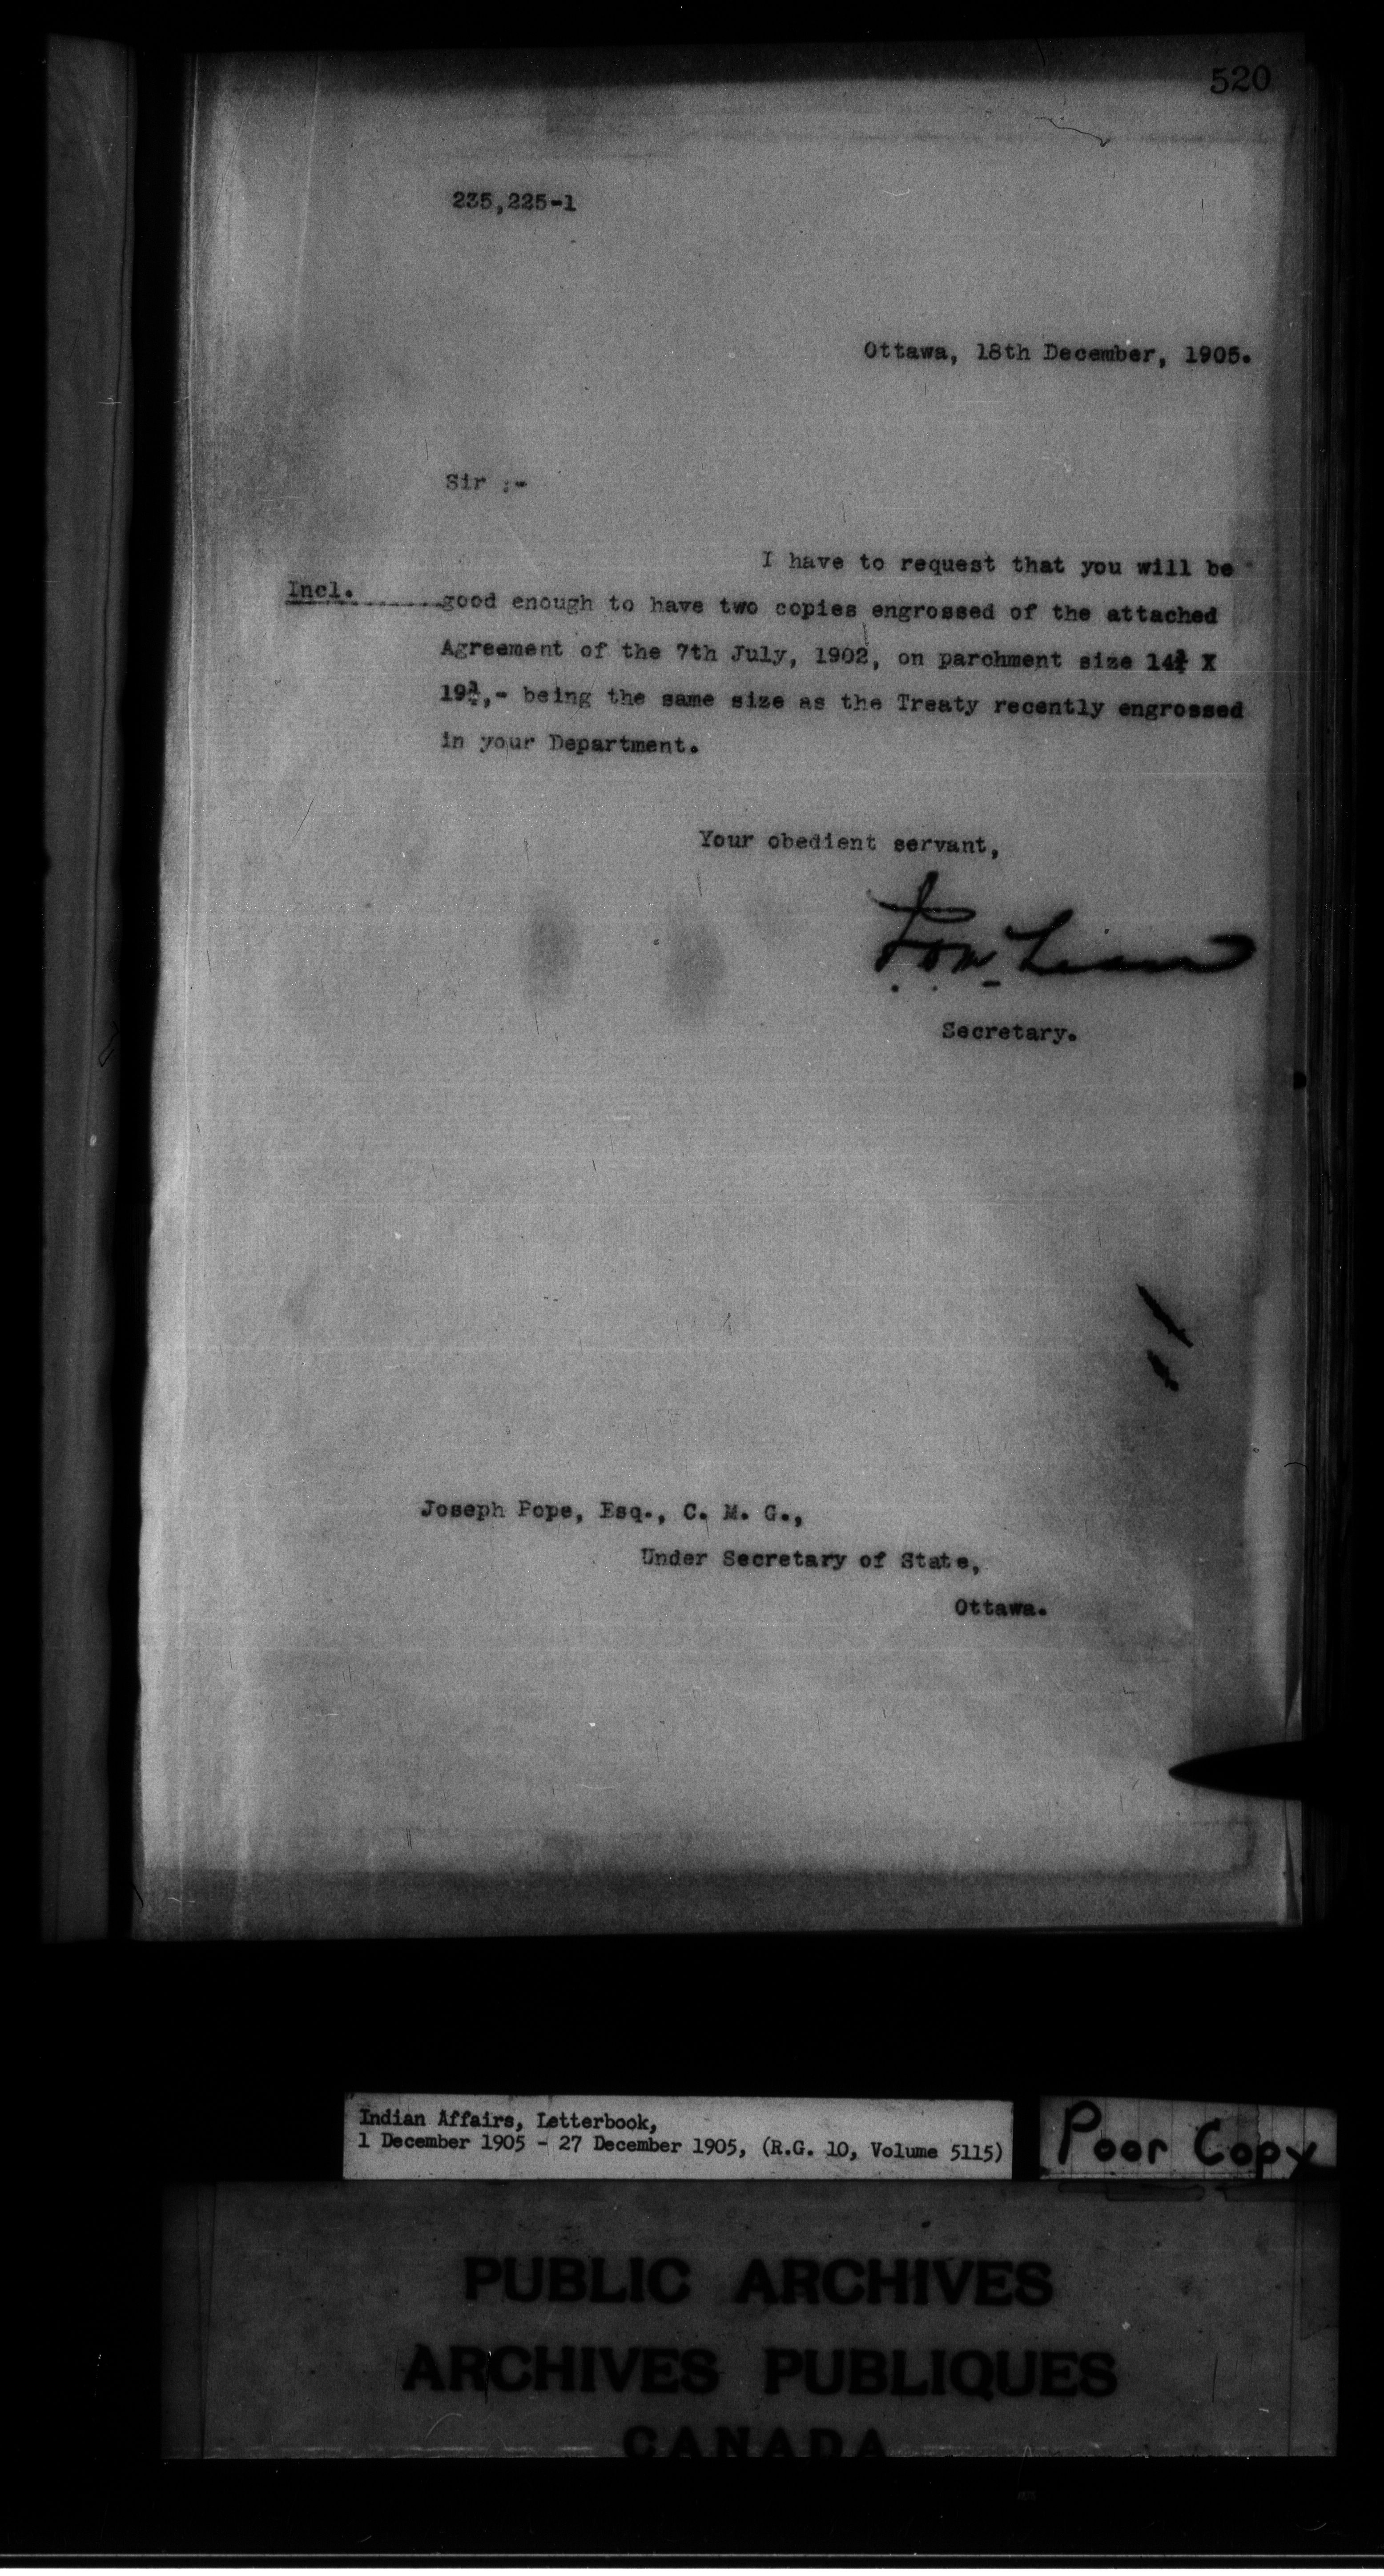 520
235,225-1
Ottawa, 18th December, 1905.
Sir :-
I have to request that you will be
Incl. good enough to have two copies engrossed of the attached
Agreement of the 7th July, 1902, on parchment size 14¾ X
19¾,- being the same size as the Treaty recently engrossed
in your Department.
Your obedient servant,
Secretary.
Joseph Pope, Esq., C. M. G.,
Under Secretary of State,
Ottawa.
Indian Affairs, Letterbook,
1 December 1905 - 27 December 1905, (R.G. 10, Volume 5115)
Poor Copy
PUBLIC ARCHIVES
ARCHIVES PUBLIQUES
CANADA